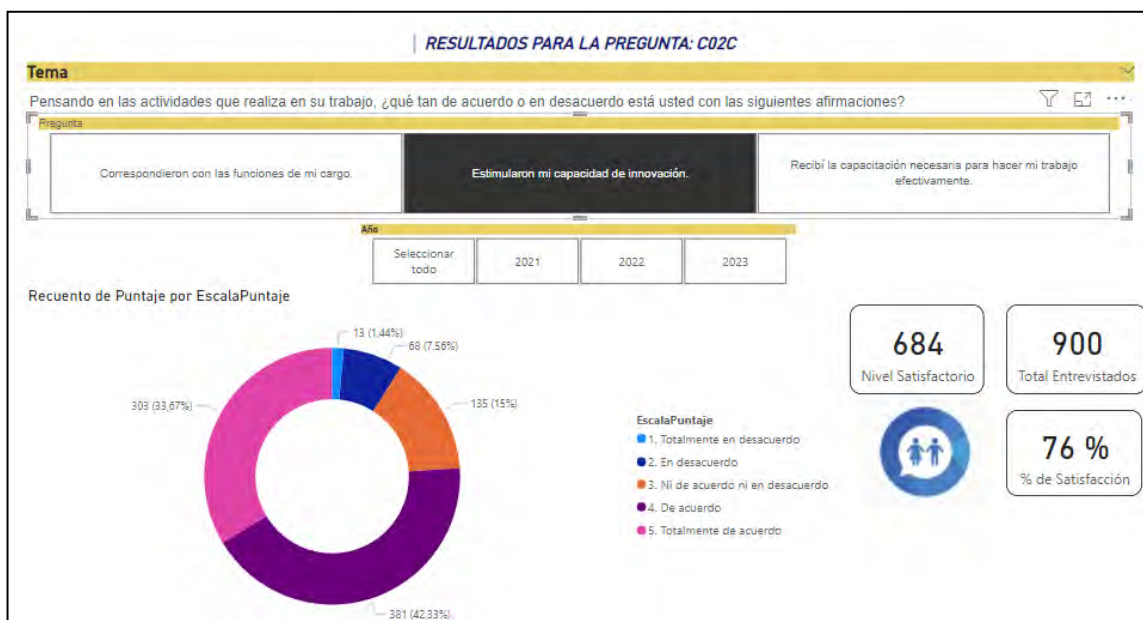 RESULTADOS PARA LA PREGUNTA: C02C
Tema
Pensando en las actividades que realiza en su trabajo, ¿qué tan de acuerdo o en desacuerdo está usted con las siguientes afirmaciones?
Pregunta
Correspondieron con las funciones de mi cargo.
Estimularon mi capacidad de innovación.
Recibí la capacitación necesaria para hacer mi trabajo
efectivamente.
Año
Seleccionar
todo
2021
2022
2023
Recuento de Puntaje por EscalaPuntaje
13 (1,44%)
68 (7,56%)
135 (15%)
303 (33,67%)
381 (42,33%)
EscalaPuntaje
1. Totalmente en desacuerdo
2. En desacuerdo
3. Ni de acuerdo ni en desacuerdo
4. De acuerdo
5. Totalmente de acuerdo
684
Nivel Satisfactorio
900
Total Entrevistados
76 %
% de Satisfacción